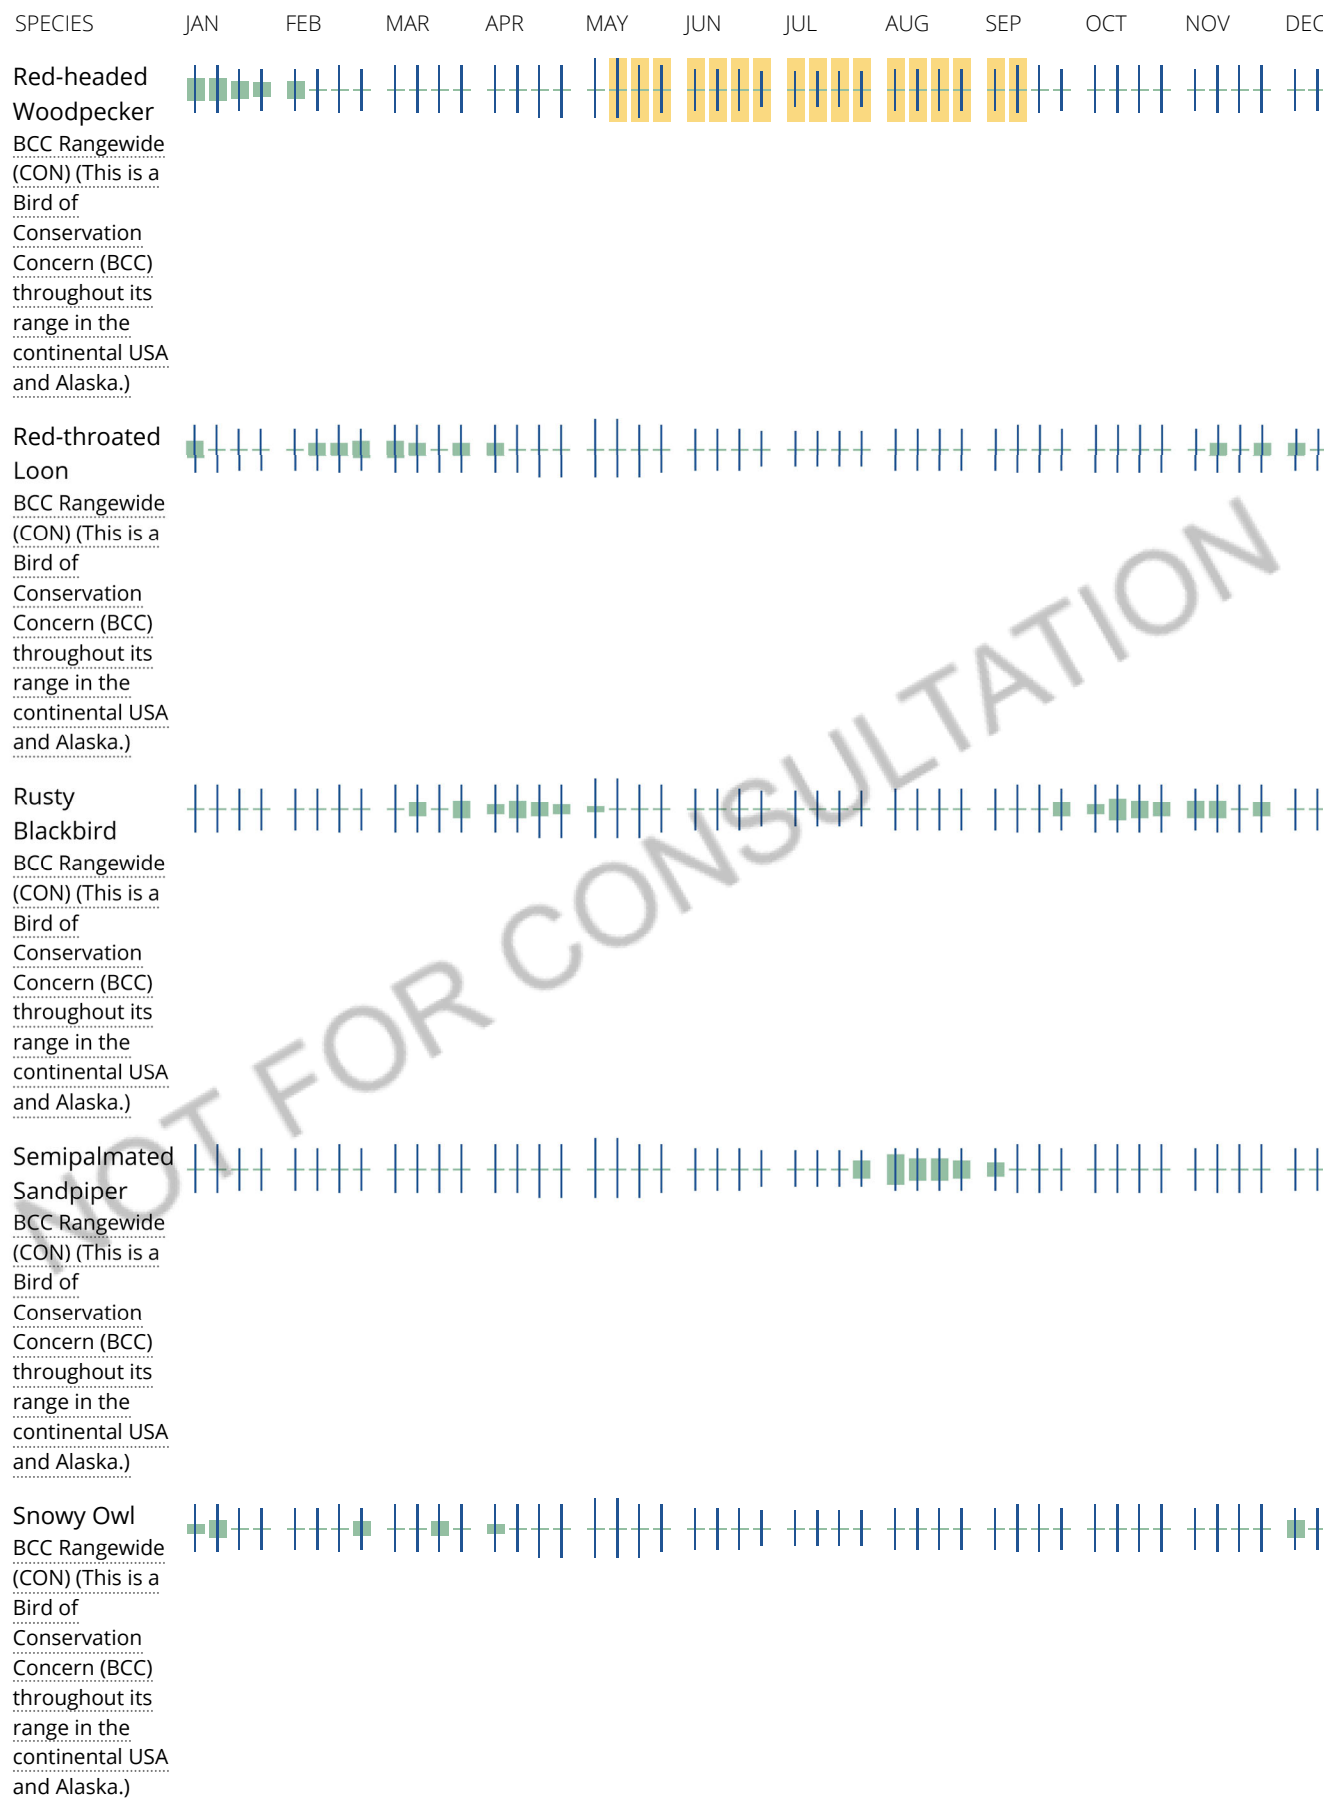 SPECIES JAN FEB MAR APR MAY JUN JUL AUG SEP OCT NOV DEC
Red-headed
Woodpecker
BCC Rangewide
(CON) (This is a
Bird of
Conservation
Concern (BCC)
throughout its
range in the
continental USA
and Alaska.)
Red-throated
Loon
BCC Rangewide
(CON) (This is a
Bird of
Conservation
Concern (BCC)
throughout its
range in the
continental USA
and Alaska.)
Rusty
Blackbird
BCC Rangewide
(CON) (This is a
Bird of
Conservation
Concern (BCC)
throughout its
range in the
continental USA
and Alaska.)
Semipalmated
Sandpiper
BCC Rangewide
(CON) (This is a
Bird of
Conservation
Concern (BCC)
throughout its
range in the
continental USA
and Alaska.)
Snowy Owl
BCC Rangewide
(CON) (This is a
Bird of
Conservation
Concern (BCC)
throughout its
range in the
continental USA
and Alaska.)
NOT FOR CONSULTATION